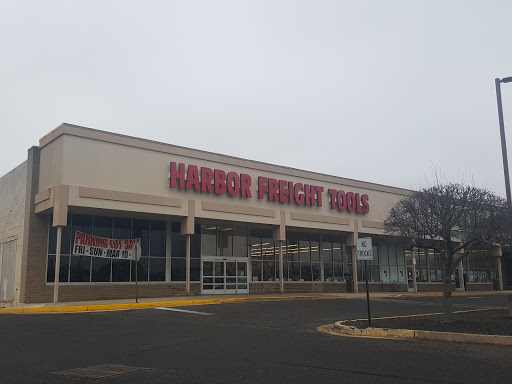 HARBOR FREIGHT TOOLS
PARKING LOT SALE
FRI-SUN-MAR 10-
NO
TRUCKS